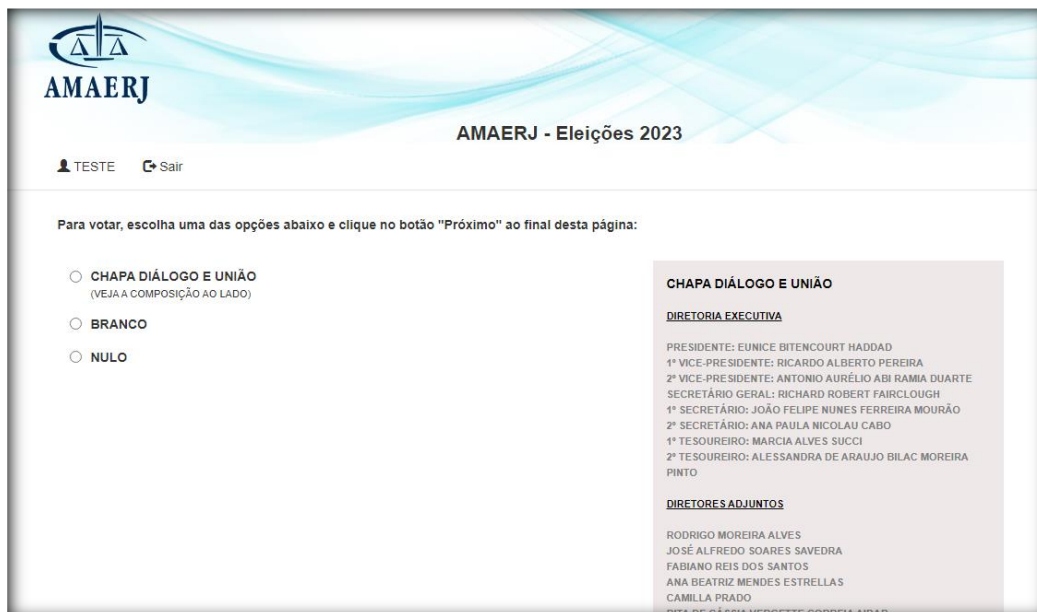 AMAERJ
AMAERJ - Eleições 2023
TESTE Sair
Para votar, escolha uma das opções abaixo e clique no botão "Próximo" ao final desta página:
CHAPA DIÁLOGO E UNIÃO
(VEJA A COMPOSIÇÃO AO LADO)
BRANCO
NULO
CHAPA DIÁLOGO E UNIÃO
DIRETORIA EXECUTIVA
PRESIDENTE: EUNICE BITENCOURT HADDAD
1º VICE-PRESIDENTE: RICARDO ALBERTO PEREIRA
2º VICE-PRESIDENTE: ANTONIO AURÉLIO ABI RAMIA DUARTE
SECRETÁRIO GERAL: RICHARD ROBERT FAIRCLOUGH
1º SECRETÁRIO: JOÃO FELIPE NUNES FERREIRA MOURÃO
2º SECRETÁRIO: ANA PAULA NICOLAU CABO
1º TESOUREIRO: MARCIA ALVES SUCCI
2º TESOUREIRO: ALESSANDRA DE ARAUJO BILAC MOREIRA
PINTO
DIRETORES ADJUNTOS
RODRIGO MOREIRA ALVES
JOSÉ ALFREDO SOARES SAVEDRA
FABIANO REIS DOS SANTOS
ANA BEATRIZ MENDES ESTRELLAS
CAMILLA PRADO